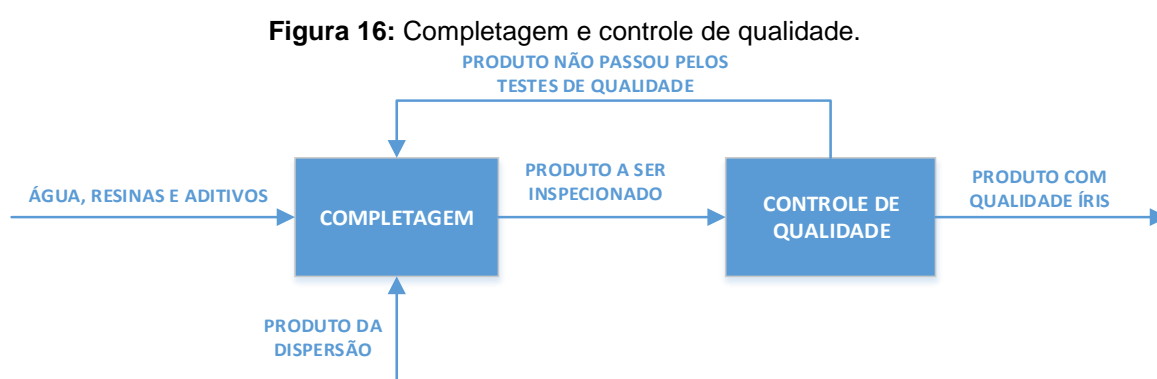 Figura 16: Completagem e controle de qualidade.
PRODUTO NÃO PASSOU PELOS
TESTES DE QUALIDADE
ÁGUA, RESINAS E ADITIVOS
COMPLETAGEM
PRODUTO A SER
INSPECIONADO
CONTROLE DE
QUALIDADE
PRODUTO COM
QUALIDADE ÍRIS
PRODUTO DA
DISPERSÃO